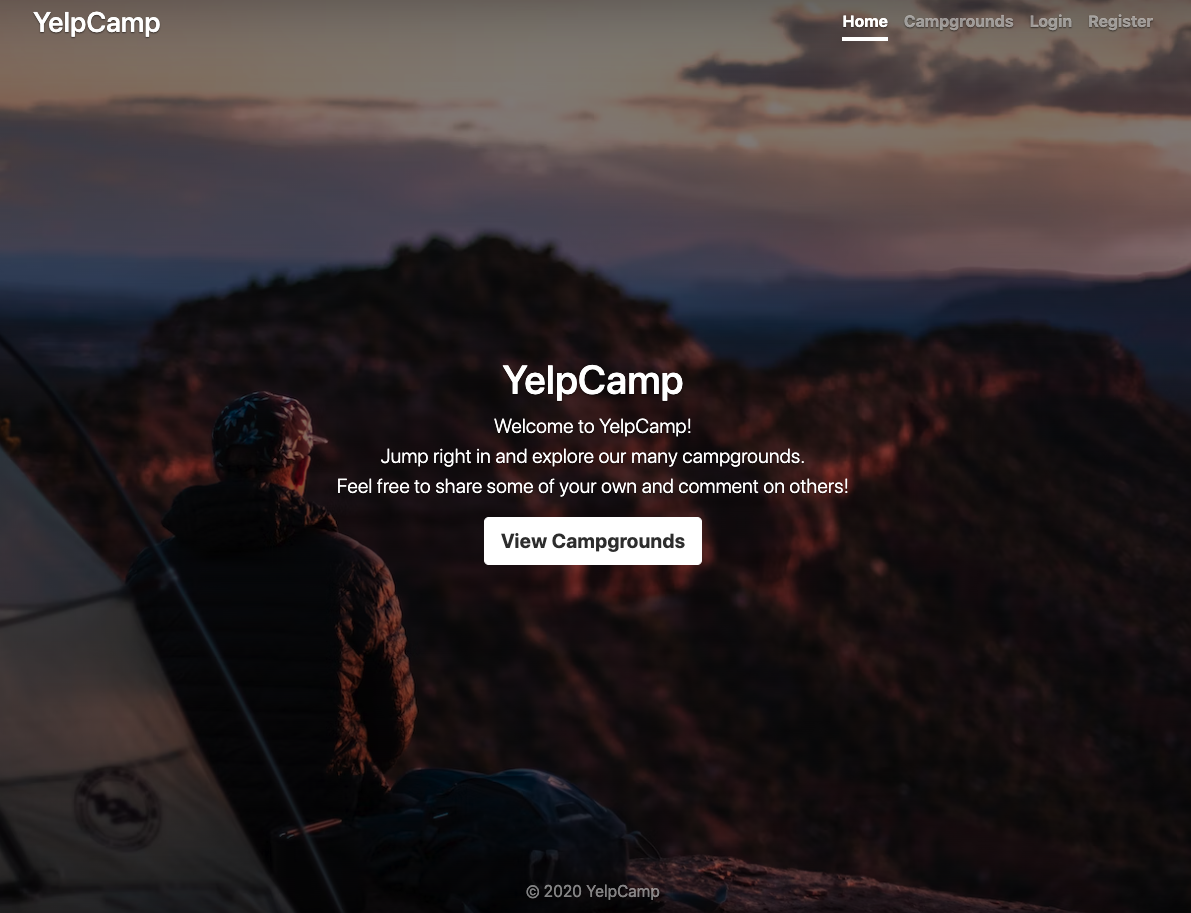 YelpCamp
Home Campgrounds Login Register
YelpCamp
Welcome to YelpCamp!
Jump right in and explore our many campgrounds.
Feel free to share some of your own and comment on others!
View Campgrounds
© 2020 YelpCamp